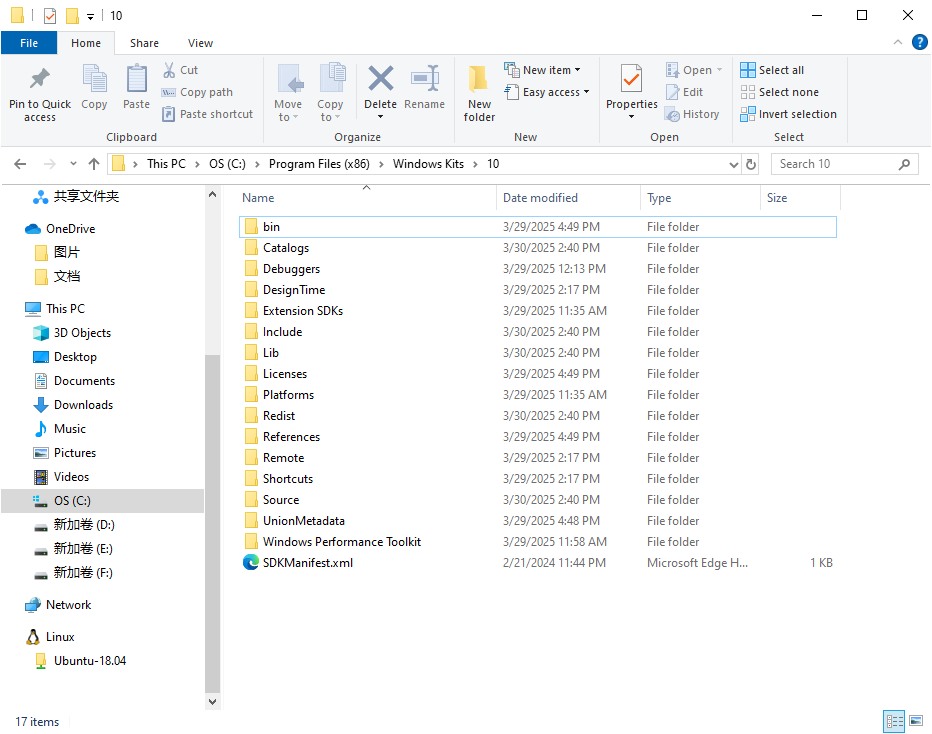 10
File Home Share View
Pin to Quick access
Copy
Paste
Cut
Copy path
Paste shortcut
Clipboard
Move to
Copy to
Delete
Rename
Organize
New folder
New item
Easy access
New
Properties
Open
Edit
History
Open
Select all
Select none
Invert selection
Select
This PC > OS (C:) > Program Files (x86) > Windows Kits > 10
Search 10
共享文件夹
OneDrive
图片
文档
This PC
3D Objects
Desktop
Documents
Downloads
Music
Pictures
Videos
OS (C:)
新加卷 (D:)
新加卷 (E:)
新加卷 (F:)
Network
Linux
Ubuntu-18.04
Name Date modified Type Size
bin 3/29/2025 4:49 PM File folder
Catalogs 3/30/2025 2:40 PM File folder
Debuggers 3/29/2025 12:13 PM File folder
DesignTime 3/29/2025 2:17 PM File folder
Extension SDKs 3/29/2025 11:35 AM File folder
Include 3/30/2025 2:40 PM File folder
Lib 3/30/2025 2:40 PM File folder
Licenses 3/29/2025 4:49 PM File folder
Platforms 3/29/2025 11:35 AM File folder
Redist 3/30/2025 2:40 PM File folder
References 3/29/2025 4:49 PM File folder
Remote 3/29/2025 2:17 PM File folder
Shortcuts 3/29/2025 2:17 PM File folder
Source 3/30/2025 2:40 PM File folder
UnionMetadata 3/29/2025 4:48 PM File folder
Windows Performance Toolkit 3/29/2025 11:58 AM File folder
SDKManifest.xml 2/21/2024 11:44 PM Microsoft Edge H... 1 KB
17 items